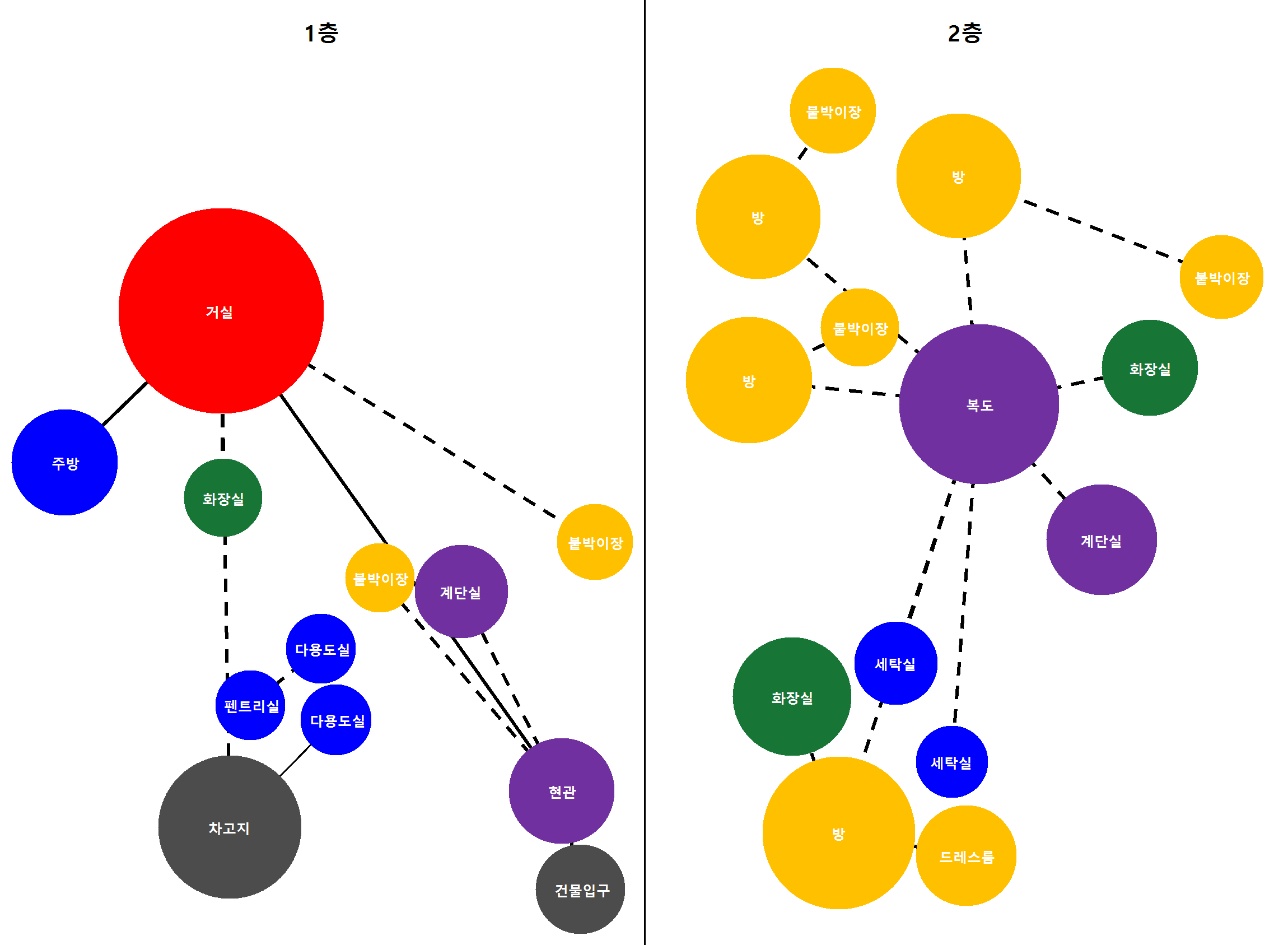 1층
거실
주방
화장실
붙박이장
붙박이장
계단실
다용도실
펜트리실
다용도실
현관
차고지
건물입구
2층
붙박이장
방
방
붙박이장
붙박이장
화장실
방
복도
계단실
세탁실
화장실
세탁실
방
드레스룸